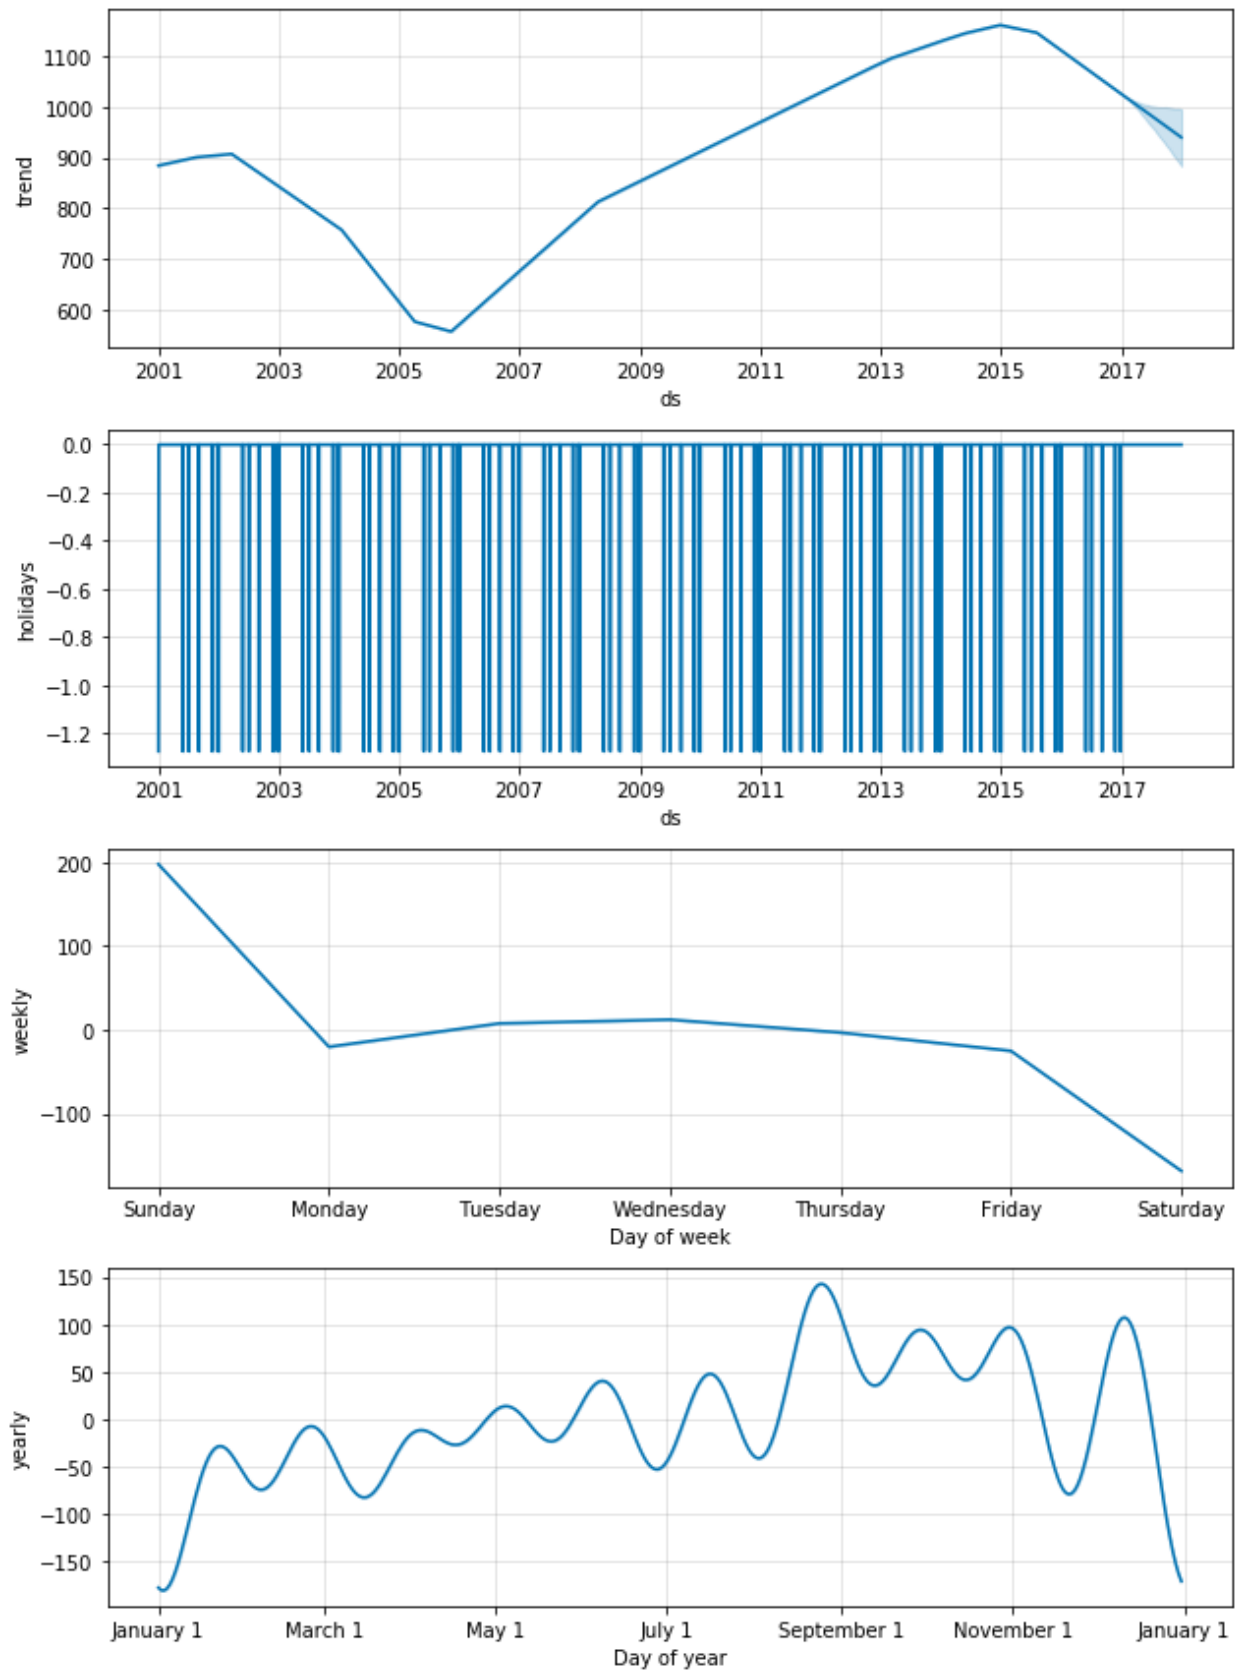 1100
1000
900
800
700
600
trend
2001 2003 2005 2007 2009 2011 2013 2015 2017
ds
0.0
−0.2
−0.4
−0.6
−0.8
−1.0
−1.2
holidays
2001 2003 2005 2007 2009 2011 2013 2015 2017
ds
200
100
0
−100
weekly
Sunday Monday Tuesday Wednesday Thursday Friday Saturday
Day of week
150
100
50
0
−50
−100
−150
yearly
January 1 March 1 May 1 July 1 September 1 November 1 January 1
Day of year